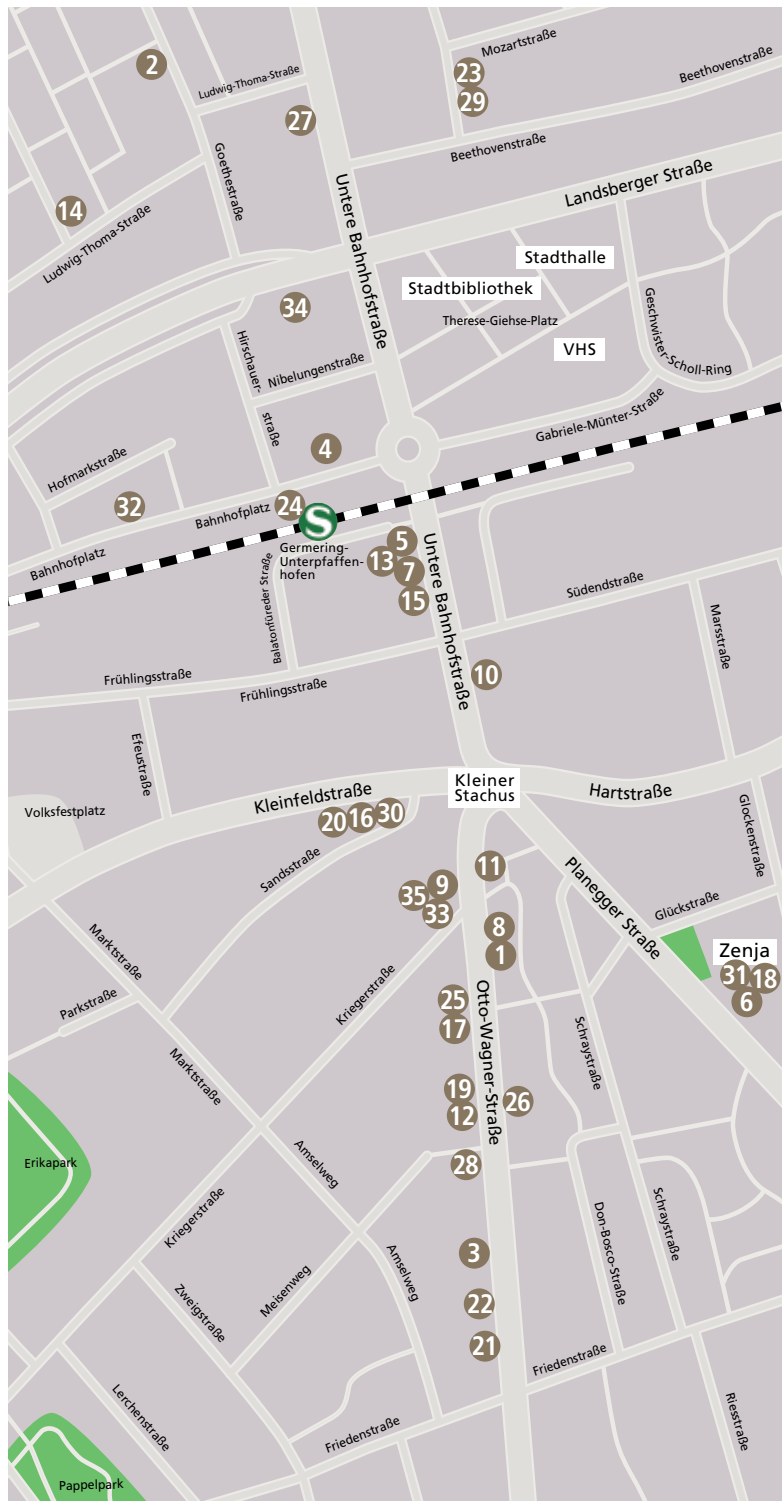 Mozartstraße
2
23
Beethovenstraße
Ludwig-Thoma-Straße
29
27
Beethovenstraße
Goethestraße
Landsberger Straße
Untere Bahnhofstraße
14
Ludwig-Thoma-Straße
Stadthalle
Stadtbibliothek
34
Therese-Giehse-Platz
Geschwister-Scholl-Ring
VHS
Hirschauer-
straße
Nibelungenstraße
Gabriele-Münter-Straße
4
Hofmarkstraße
32
24
Bahnhofplatz
S
Bahnhofplatz
Germering-
Unterpfaffen-
hofen
5
13
7
15
Untere Bahnhofstraße
Balatonfüreder Straße
Südendstraße
Marsstraße
Frühlingsstraße
Frühlingsstraße
10
Efeustraße
Kleiner
Stachus
Kleinfeldstraße
Hartstraße
Volksfestplatz
20
16
30
Glockenstraße
Sandsstraße
11
Planegger Straße
35
9
33
Glückstraße
8
1
Marktstraße
Zenja
31
18
6
Kriegerstraße
Parkstraße
25
17
Otto-Wagner-Straße
Schraystraße
Marktstraße
19
12
26
Amselweg
Erikapark
28
Kriegerstraße
Schraystraße
Don-Bosco-Straße
Amselweg
3
Meisenweg
Zweigstraße
22
21
Friedenstraße
Lerchenstraße
Friedenstraße
Riesstraße
Pappelpark